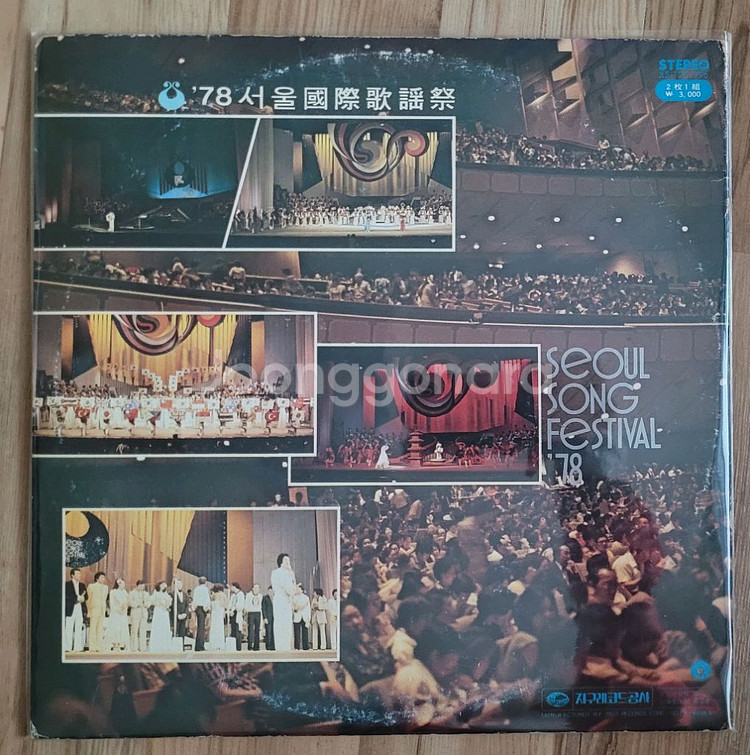 STEREO
2枚1組
₩ 3,000
'78 서울國際歌謠祭
Joonggonara
SEOUL
SONG
FESTIVAL
'78
지구레코드공사